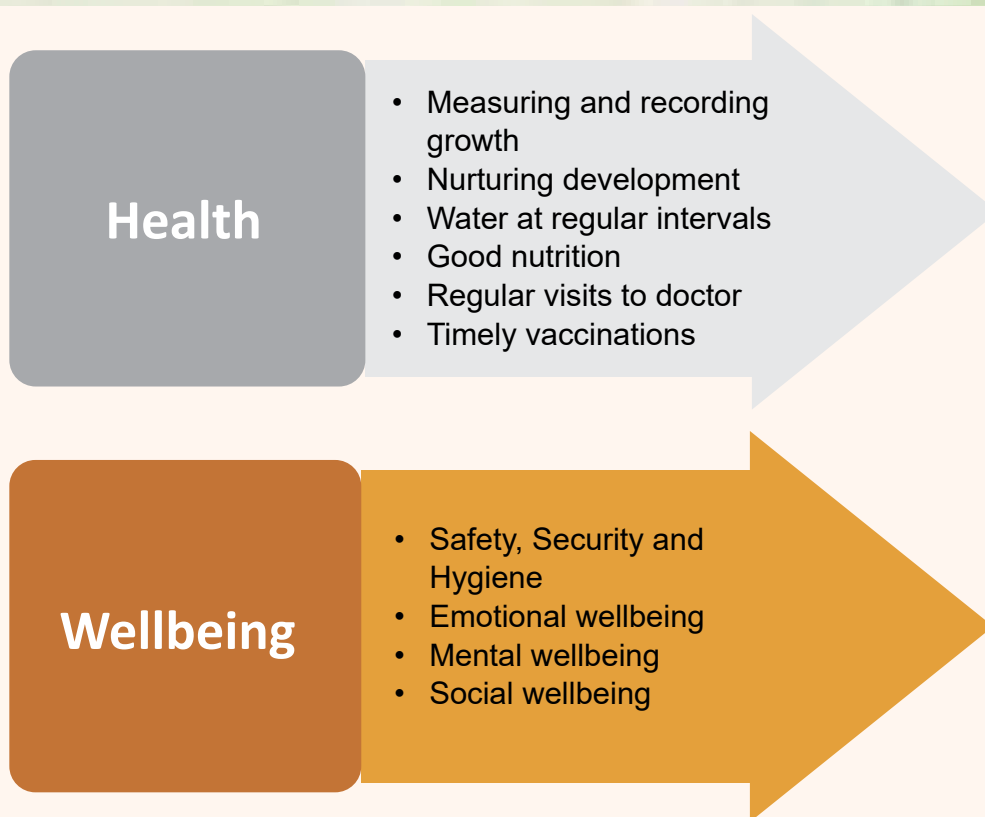 Health
• Measuring and recording
growth
• Nurturing development
• Water at regular intervals
• Good nutrition
• Regular visits to doctor
• Timely vaccinations
Wellbeing
• Safety, Security and
Hygiene
• Emotional wellbeing
• Mental wellbeing
• Social wellbeing